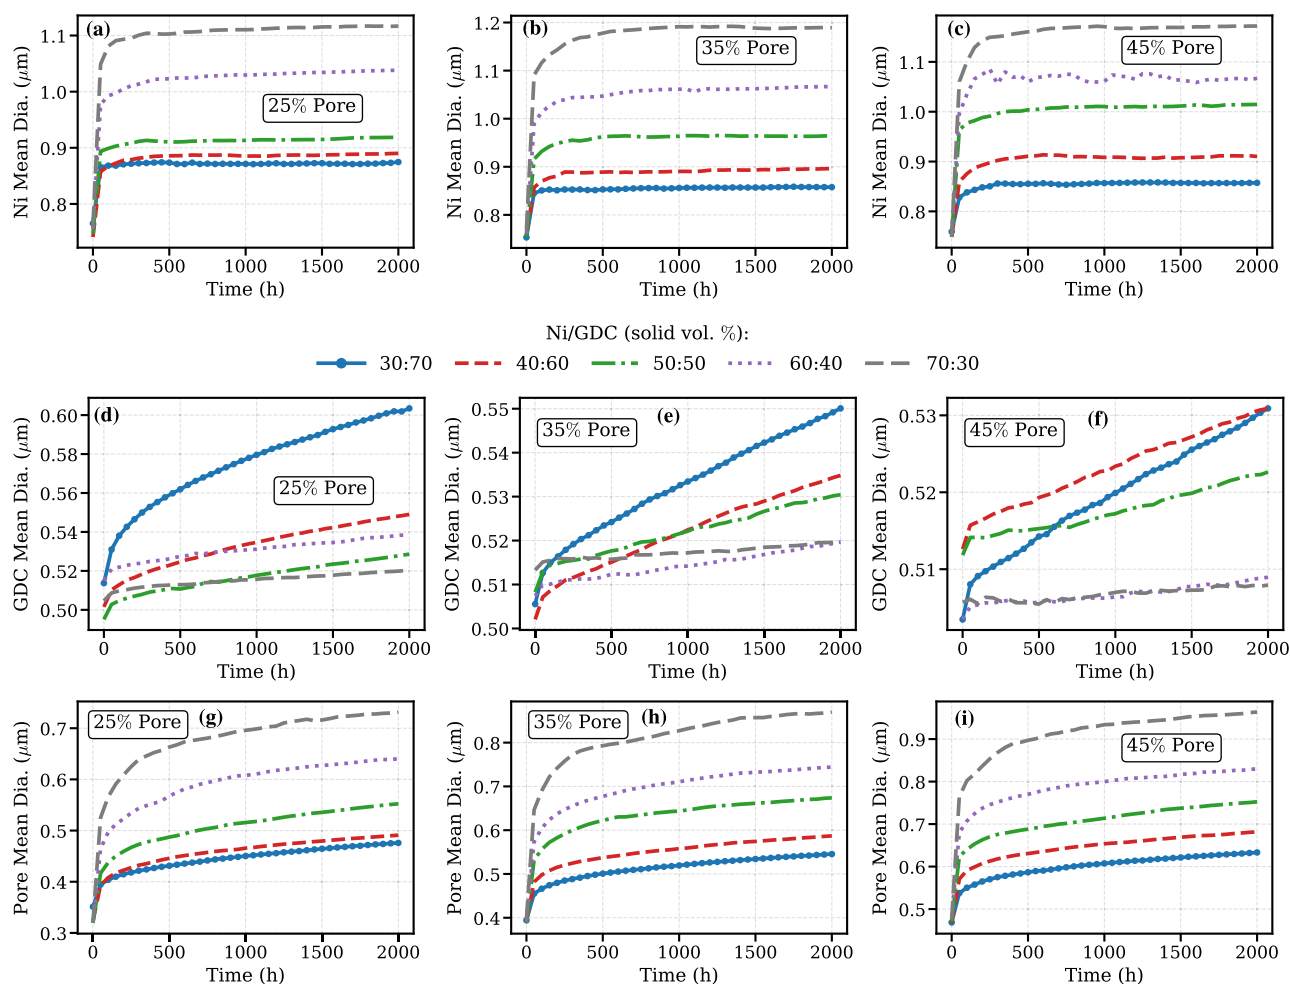 (a)
(b)
(c)
25% Pore
35% Pore
45% Pore
Ni Mean Dia. (μm)
1.1
1.0
0.9
0.8
0 500 1000 1500 2000
Time (h)
Ni Mean Dia. (μm)
1.2
1.1
1.0
0.9
0.8
0 500 1000 1500 2000
Time (h)
Ni Mean Dia. (μm)
1.1
1.0
0.9
0.8
0 500 1000 1500 2000
Time (h)
Ni/GDC (solid vol. %):
30:70 40:60 50:50 60:40 70:30
(d)
(e)
(f)
25% Pore
35% Pore
45% Pore
GDC Mean Dia. (μm)
0.60
0.58
0.56
0.54
0.52
0.50
0 500 1000 1500 2000
Time (h)
GDC Mean Dia. (μm)
0.55
0.54
0.53
0.52
0.51
0.50
0 500 1000 1500 2000
Time (h)
GDC Mean Dia. (μm)
0.53
0.52
0.51
0 500 1000 1500 2000
Time (h)
25% Pore (g)
35% Pore (h)
(i)
45% Pore
Pore Mean Dia. (μm)
0.7
0.6
0.5
0.4
0.3
0 500 1000 1500 2000
Time (h)
Pore Mean Dia. (μm)
0.8
0.7
0.6
0.5
0.4
0 500 1000 1500 2000
Time (h)
Pore Mean Dia. (μm)
0.9
0.8
0.7
0.6
0.5
0 500 1000 1500 2000
Time (h)